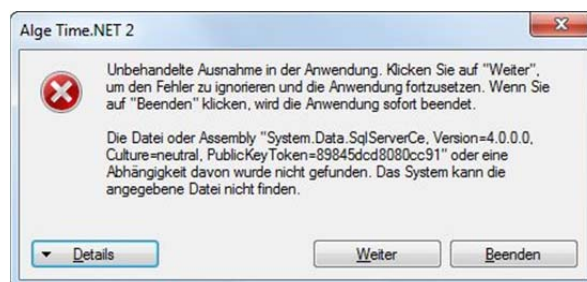 Alge Time.NET 2
Unbehandelte Ausnahme in der Anwendung. Klicken Sie auf "Weiter",
um den Fehler zu ignorieren und die Anwendung fortzusetzen. Wenn Sie
auf "Beenden" klicken, wird die Anwendung sofort beendet.
Die Datei oder Assembly "System.Data.SqlServerCe, Version=4.0.0.0,
Culture=neutral, PublicKeyToken=89845dcd8080cc91" oder eine
Abhängigkeit davon wurde nicht gefunden. Das System kann die
angegebene Datei nicht finden.
Details Weiter Beenden